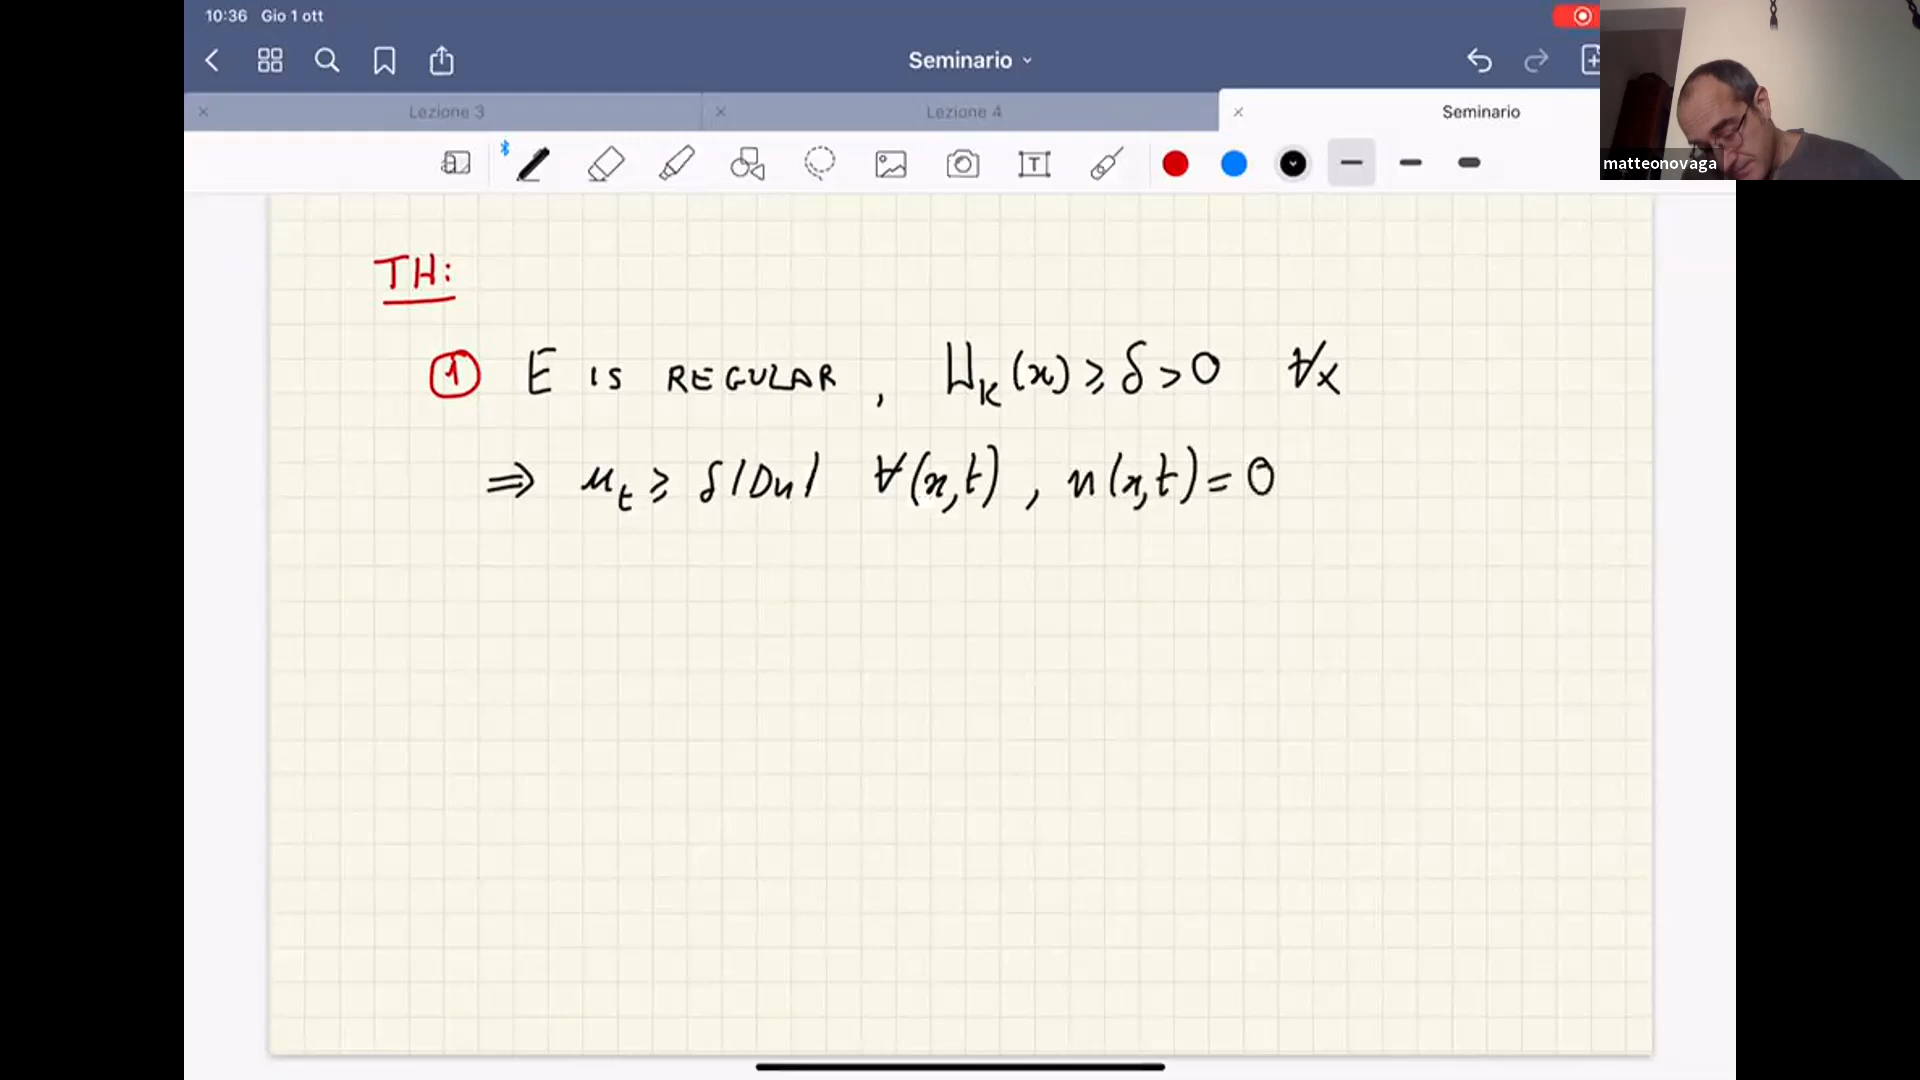 10:36 Gio 1 ott
Seminario
Lezione 3
Lezione 4
Seminario
matteonovaga
TH:
① E IS REGULAR, H_K(x) ≥ δ > 0 ∀x
⇒ u_t ≥ δ|Du| ∀(x,t), u(x,t) = 0